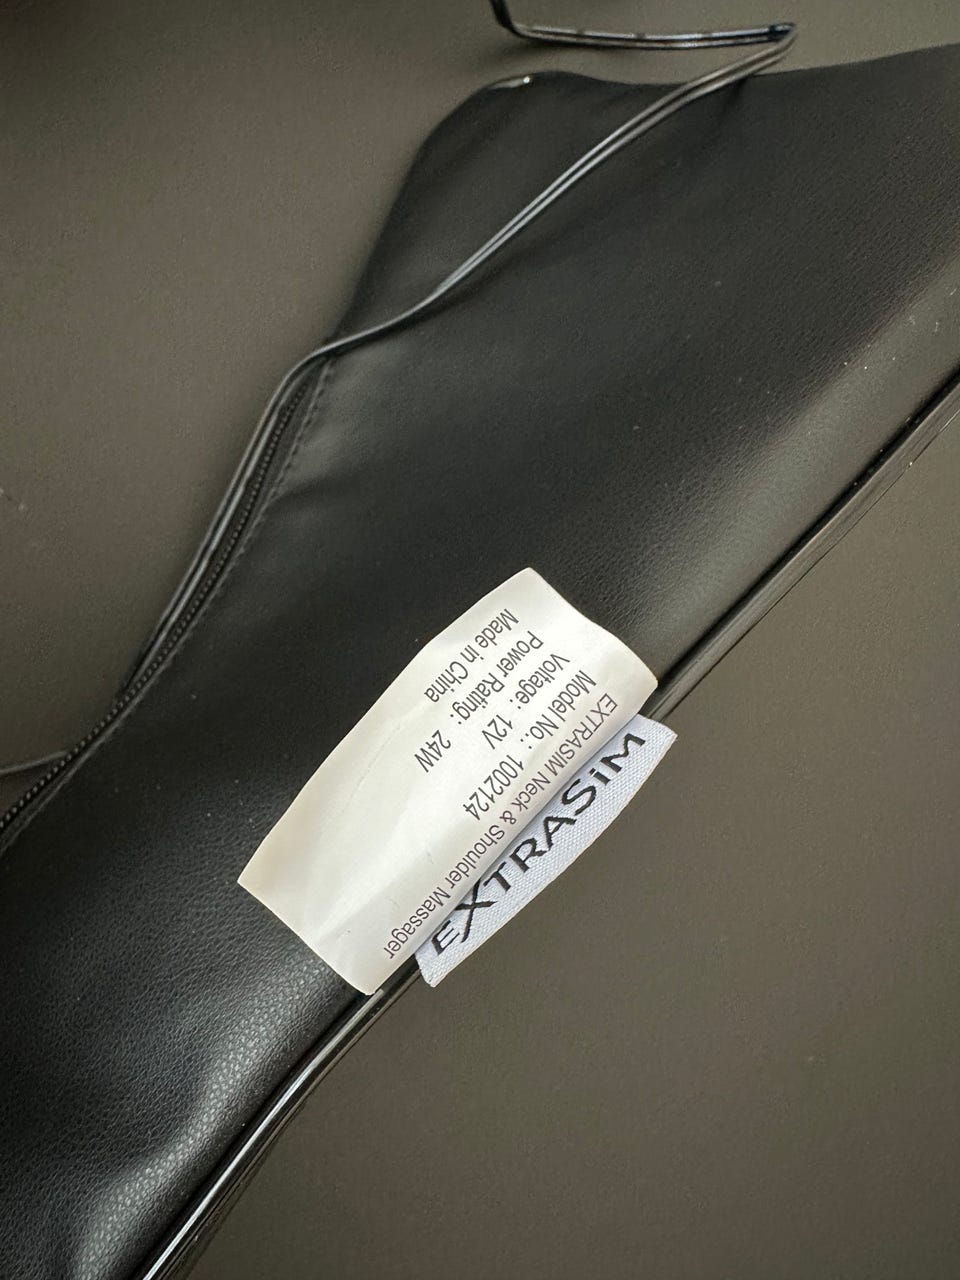 EXTRASIM Neck & Shoulder Massager
Model No.: 1002124
Voltage: 12V
Power Rating: 24W
Made in China
EXTRASiM